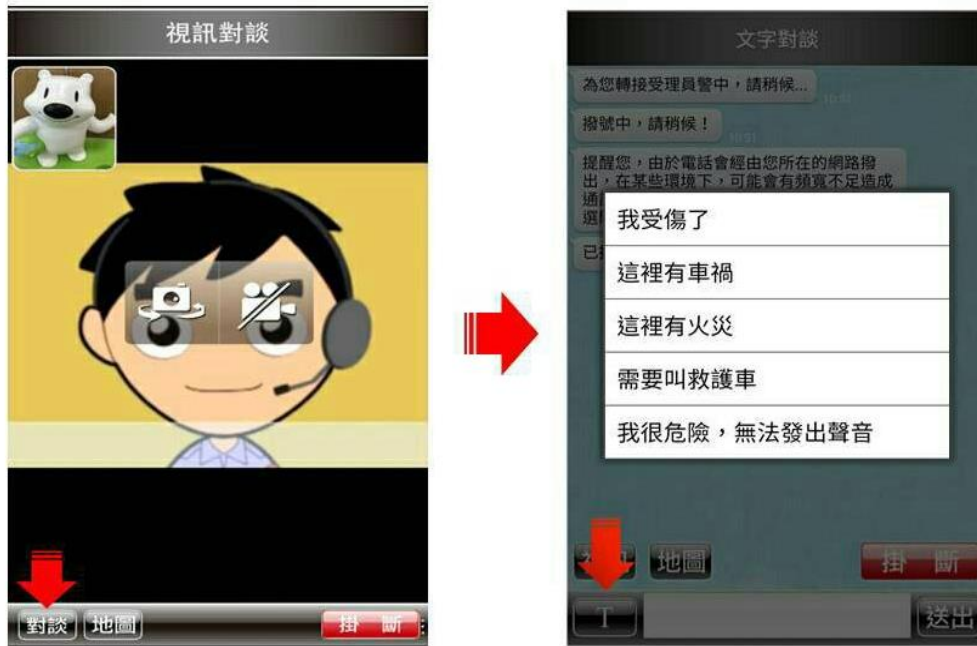 視訊對談
對談
地圖
掛 斷
文字對談
為您轉接受理員警中，請稍候...
10:51
撥號中，請稍候！
10:51
提醒您，由於電話會經由您所在的網路撥
出，在某些環境下，可能會有頻寬不足造成
我受傷了
這裡有車禍
這裡有火災
需要叫救護車
我很危險，無法發出聲音
地圖
掛 斷
T
送出